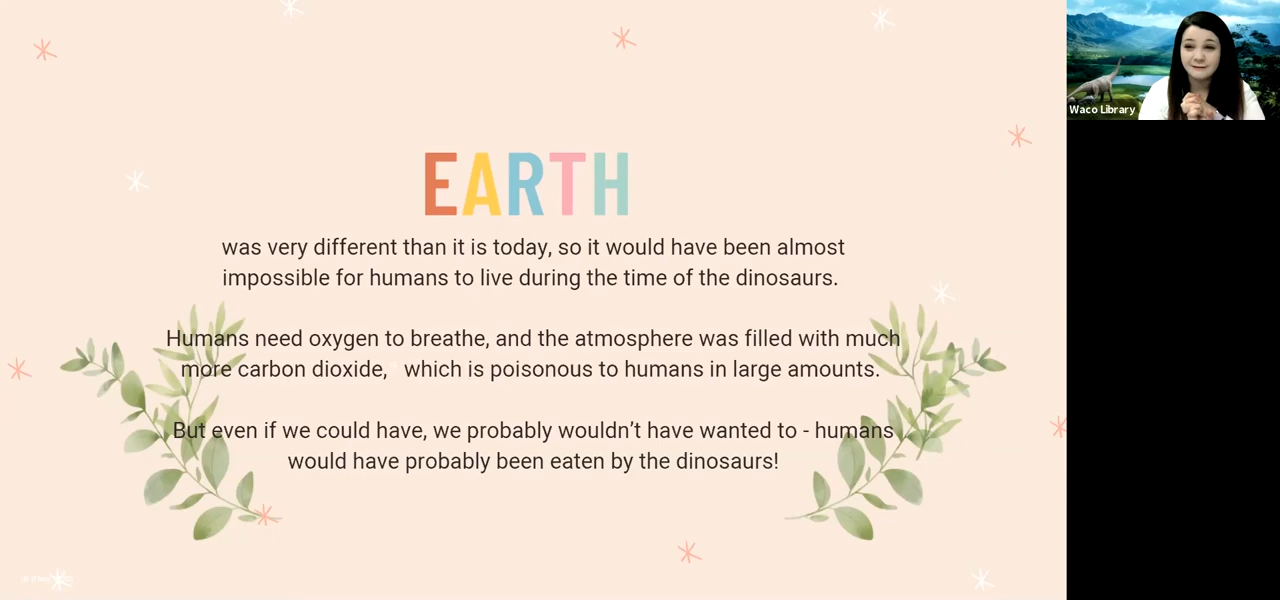 EARTH
was very different than it is today, so it would have been almost
impossible for humans to live during the time of the dinosaurs.
Humans need oxygen to breathe, and the atmosphere was filled with much
more carbon dioxide, which is poisonous to humans in large amounts.
But even if we could have, we probably wouldn’t have wanted to - humans
would have probably been eaten by the dinosaurs!
Waco Library